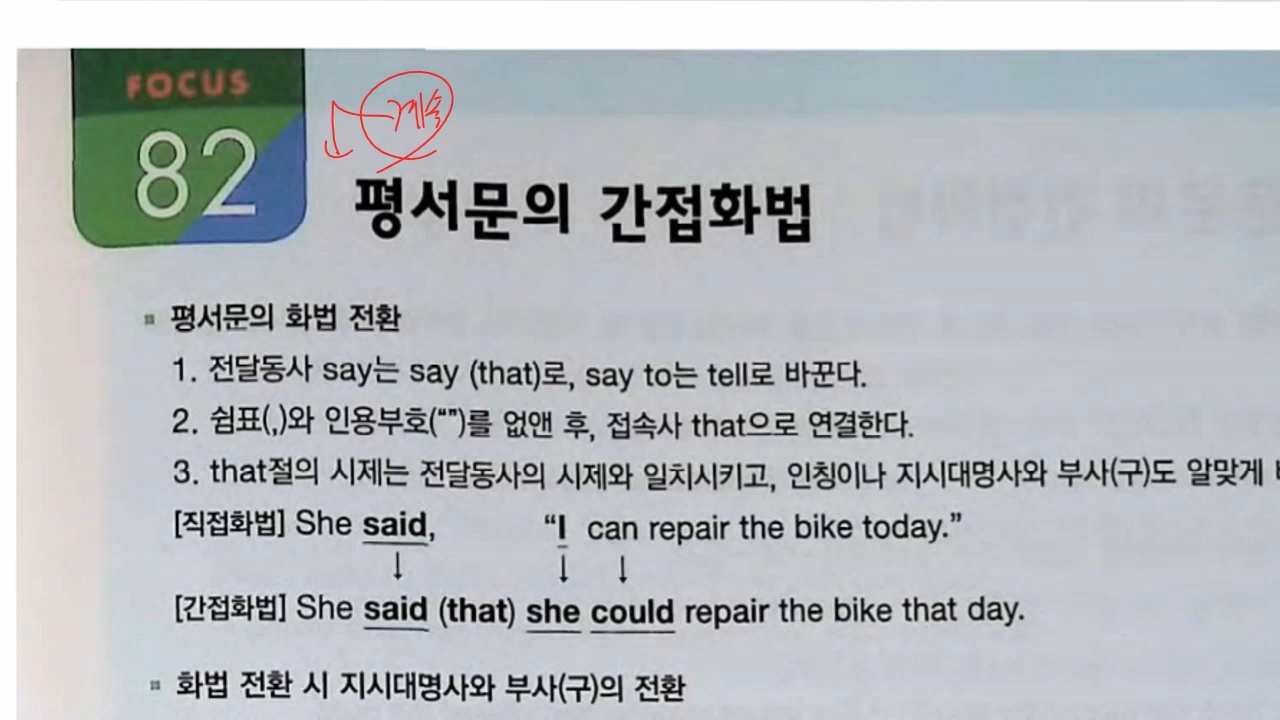 FOCUS
82
계속
평서문의 간접화법
평서문의 화법 전환
1. 전달동사 say는 say (that)로, say to는 tell로 바꾼다.
2. 쉼표(,)와 인용부호(“”)를 없앤 후, 접속사 that으로 연결한다.
3. that절의 시제는 전달동사의 시제와 일치시키고, 인칭이나 지시대명사와 부사(구)도 알맞게
[직접화법] She said, “I can repair the bike today.”
[간접화법] She said (that) she could repair the bike that day.
화법 전환 시 지시대명사와 부사(구)의 전환